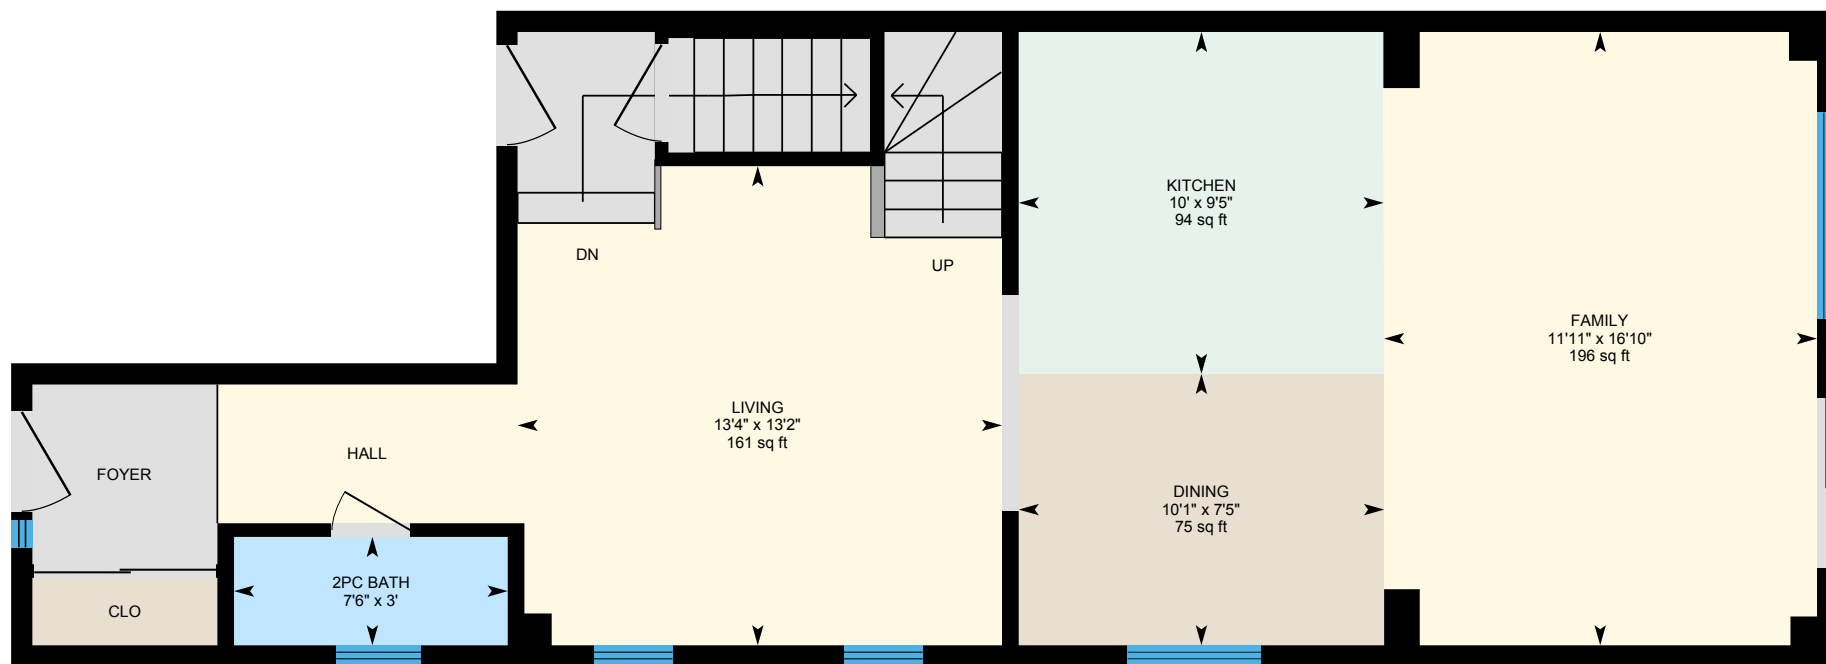 KITCHEN
10' x 9'5"
94 sq ft
DN
UP
FAMILY
11'11" x 16'10"
196 sq ft
LIVING
13'4" x 13'2"
161 sq ft
HALL
FOYER
DINING
10'1" x 7'5"
75 sq ft
2PC BATH
7'6" x 3'
CLO